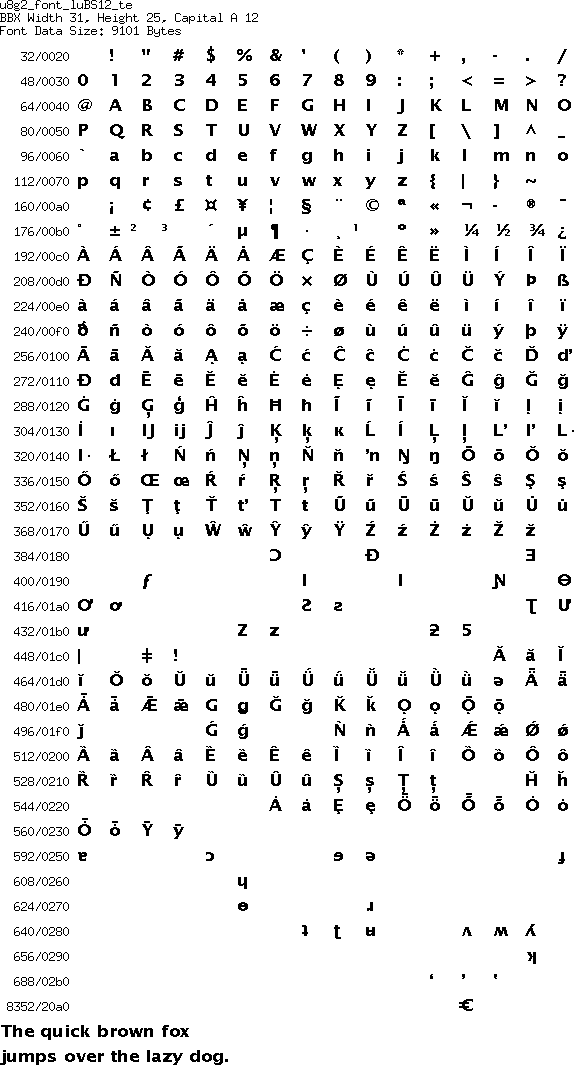 u8g2_font_luBS12_te
BBX Width 31, Height 25, Capital A 12
Font Data Size: 9101 Bytes
32/0020 ! " # $ % & ' ( ) * + , - . /
48/0030 0 1 2 3 4 5 6 7 8 9 : ; < = > ?
64/0040 @ A B C D E F G H I J K L M N O
80/0050 P Q R S T U V W X Y Z [ \ ] ^ _
96/0060 ` a b c d e f g h i j k l m n o
112/0070 p q r s t u v w x y z { | } ~
160/00a0 ¡ ¢ £ ¤ ¥ ¦ § ¨ © ª « ¬ - ® ¯
176/00b0 ° ± ² ³ ´ µ ¶ · ¸ ¹ º » ¼ ½ ¾ ¿
192/00c0 À Á Â Ã Ä Å Æ Ç È É Ê Ë Ì Í Î Ï
208/00d0 Ð Ñ Ò Ó Ô Õ Ö × Ø Ù Ú Û Ü Ý Þ ß
224/00e0 à á â ã ä å æ ç è é ê ë ì í î ï
240/00f0 ð ñ ò ó ô õ ö ÷ ø ù ú û ü ý þ ÿ
256/0100 Ā ā Ă ă Ą ą Ć ć Ĉ ĉ Ċ ċ Č č Ď ď
272/0110 Đ đ Ē ē Ĕ ĕ Ė ė Ę ę Ě ě Ĝ ĝ Ğ ğ
288/0120 Ġ ġ Ģ ģ Ĥ ĥ Ħ ħ Ĩ ĩ Ī ī Ĭ ĭ Į į
304/0130 İ ı Ĳ ĳ Ĵ ĵ Ķ ķ ĸ Ĺ ĺ Ļ ļ Ľ ľ Ŀ
320/0140 ŀ Ł ł Ń ń Ņ ņ Ň ň ŉ Ŋ ŋ Ō ō Ŏ ŏ
336/0150 Ő ő Œ œ Ŕ ŕ Ŗ ŗ Ř ř Ś ś Ŝ ŝ Ş ş
352/0160 Š š Ţ ţ Ť ť Ŧ ŧ Ũ ũ Ū ū Ŭ ŭ Ů ů
368/0170 Ű ű Ų ų Ŵ ŵ Ŷ ŷ Ÿ Ź ź Ż ż Ž ž
384/0180 Ɔ Ɖ Ǝ
400/0190 ƒ Ɩ Ɲ Ɵ
416/01a0 Ơ ơ Ƨ ƨ Ʈ Ư
432/01b0 ư Ƶ ƶ ƻ Ƽ
448/01c0 ǀ ǂ ǃ Ǎ ǎ Ǐ
464/01d0 ǐ Ǒ ǒ Ǔ ǔ Ǖ ǖ Ǘ ǘ Ǚ ǚ Ǜ ǜ ǝ Ǟ ǟ
480/01e0 Ǡ ǡ Ǣ ǣ Ǥ ǥ Ǧ ǧ Ǩ ǩ Ǫ ǫ Ǭ ǭ
496/01f0 ǰ Ǵ ǵ Ǹ ǹ Ǻ ǻ Ǽ ǽ Ǿ ǿ
512/0200 Ȁ ȁ Ȃ ȃ Ȅ ȅ Ȇ ȇ Ȉ ȉ Ȋ ȋ Ȍ ȍ Ȏ ȏ
528/0210 Ȑ ȑ Ȓ ȓ Ȕ ȕ Ȗ ȗ Ș ș Ț ț Ȟ ȟ
544/0220 Ȧ ȧ Ȩ ȩ Ȫ ȫ Ȭ ȭ Ȯ ȯ
560/0230 Ȱ ȱ Ȳ ȳ
592/0250 ɐ ɔ ɘ ə ɟ
608/0260 ɥ
624/0270 ɵ ɹ
640/0280 ʇ ʈ ʉ ʌ ʍ ʎ
656/0290 ʞ
688/02b0 ʻ ʼ ʽ
8352/20a0 €
The quick brown fox
jumps over the lazy dog.